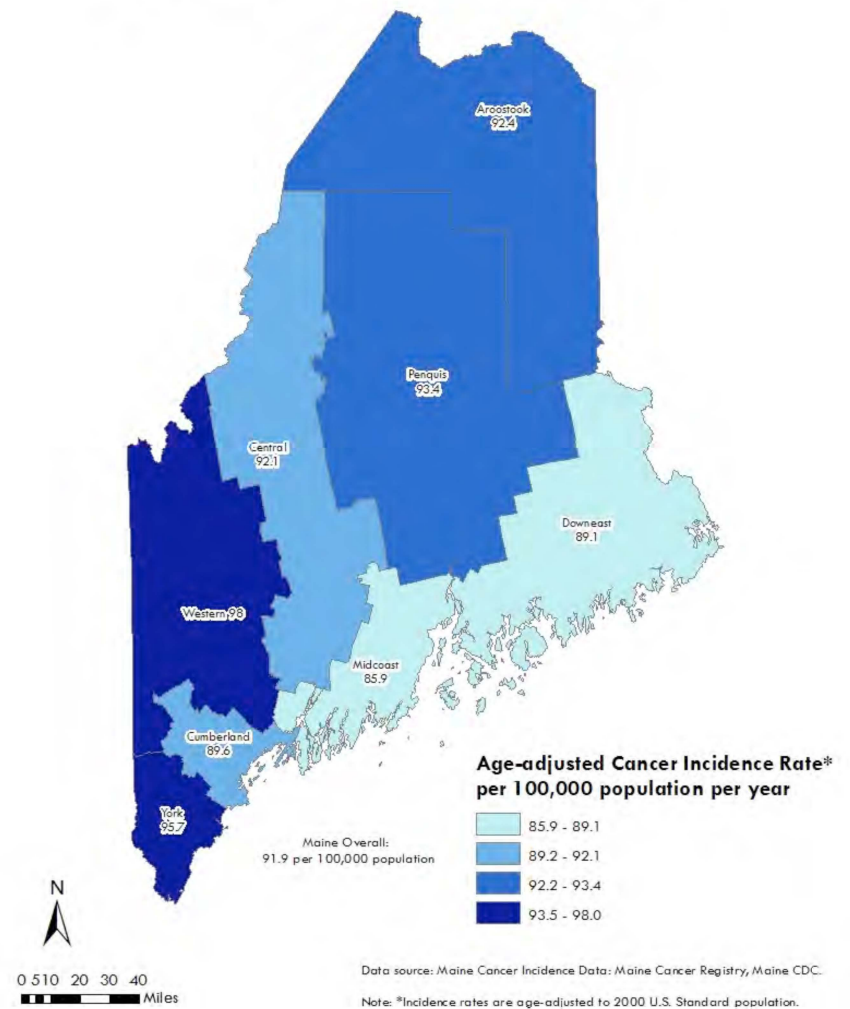 Aroostook
92.4
Penquis
93.4
Central
92.1
Downeast
89.1
Western 98
Midcoast
85.9
Cumberland
89.6
York
95.7
Age-adjusted Cancer Incidence Rate*
per 100,000 population per year
85.9 - 89.1
89.2 - 92.1
92.2 - 93.4
93.5 - 98.0
Maine Overall:
91.9 per 100,000 population
N
0 510 20 30 40
Miles
Data source: Maine Cancer Incidence Data: Maine Cancer Registry, Maine CDC.
Note: *Incidence rates are age-adjusted to 2000 U.S. Standard population.